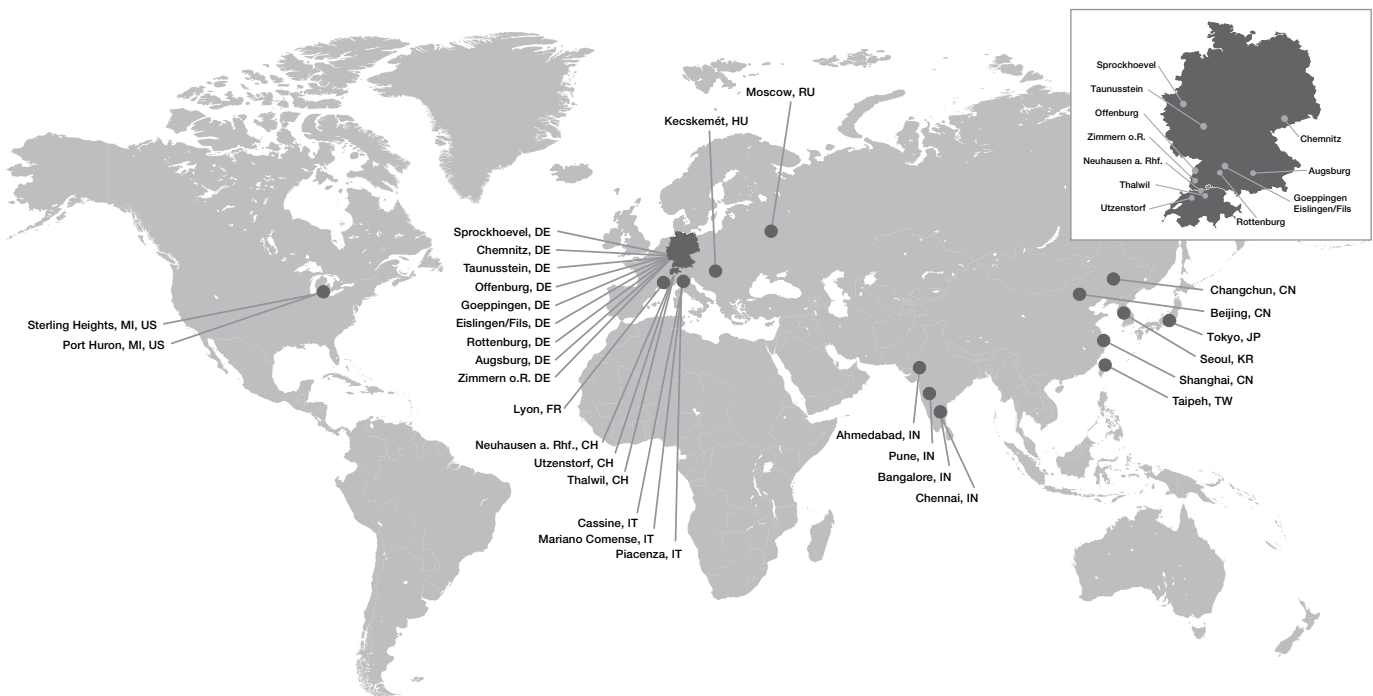 Moscow, RU
Kecskemét, HU
Sprockhoevel, DE
Chemnitz, DE
Taunusstein, DE
Offenburg, DE
Goeppingen, DE
Eislingen/Fils, DE
Rottenburg, DE
Augsburg, DE
Zimmern o.R. DE
Lyon, FR
Neuhausen a. Rhf., CH
Utzenstorf, CH
Thalwil, CH
Cassine, IT
Mariano Comense, IT
Piacenza, IT
Sterling Heights, MI, US
Port Huron, MI, US
Ahmedabad, IN
Pune, IN
Bangalore, IN
Chennai, IN
Changchun, CN
Beijing, CN
Tokyo, JP
Seoul, KR
Shanghai, CN
Taipeh, TW
Sprockhoevel
Taunusstein
Offenburg
Zimmern o.R.
Neuhausen a. Rhf.
Thalwil
Utzenstorf
Chemnitz
Augsburg
Goeppingen
Eislingen/Fils
Rottenburg